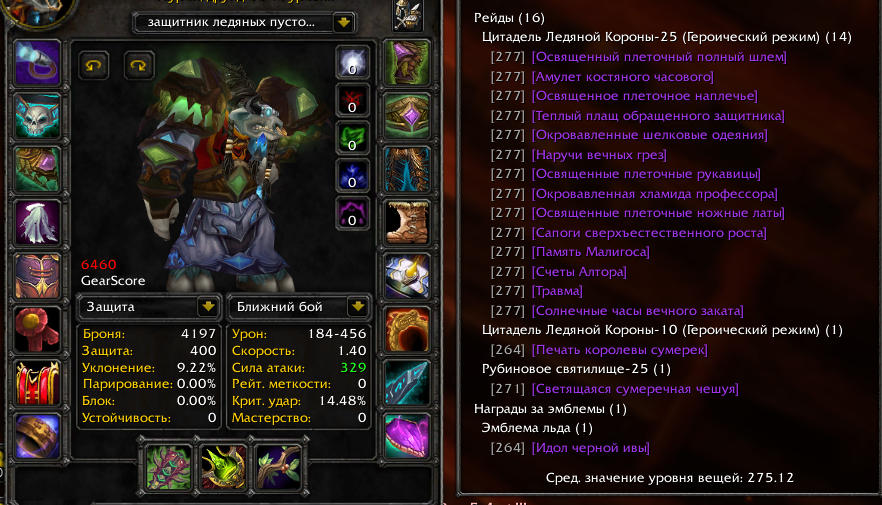 защитник ледяных пусто...
0
0
0
0
0
6460
GearScore
Защита
Ближний бой
Броня: 4197
Защита: 400
Уклонение: 9.22%
Парирование: 0.00%
Блок: 0.00%
Устойчивость: 0
Урон: 184-456
Скорость: 1.40
Сила атаки: 329
Рейт. меткости: 0
Крит. удар: 14.48%
Мастерство: 0
Рейды (16)
Цитадель Ледяной Короны-25 (Героический режим) (14)
[277] [Освященный плеточный полный шлем]
[277] [Амулет костяного часового]
[277] [Освященное плеточное наплечье]
[277] [Теплый плащ обращенного защитника]
[277] [Окровавленные шелковые одеяния]
[277] [Наручи вечных грез]
[277] [Освященные плеточные рукавицы]
[277] [Окровавленная хламида профессора]
[277] [Освященные плеточные ножные латы]
[277] [Сапоги сверхъестественного роста]
[277] [Память Малигоса]
[277] [Счеты Алтора]
[277] [Травма]
[277] [Солнечные часы вечного заката]
Цитадель Ледяной Короны-10 (Героический режим) (1)
[264] [Печать королевы сумерек]
Рубиновое святилище-25 (1)
[271] [Светящаяся сумеречная чешуя]
Награды за эмблемы (1)
Эмблема льда (1)
[264] [Идол черной ивы]
Сред. значение уровня вещей: 275.12